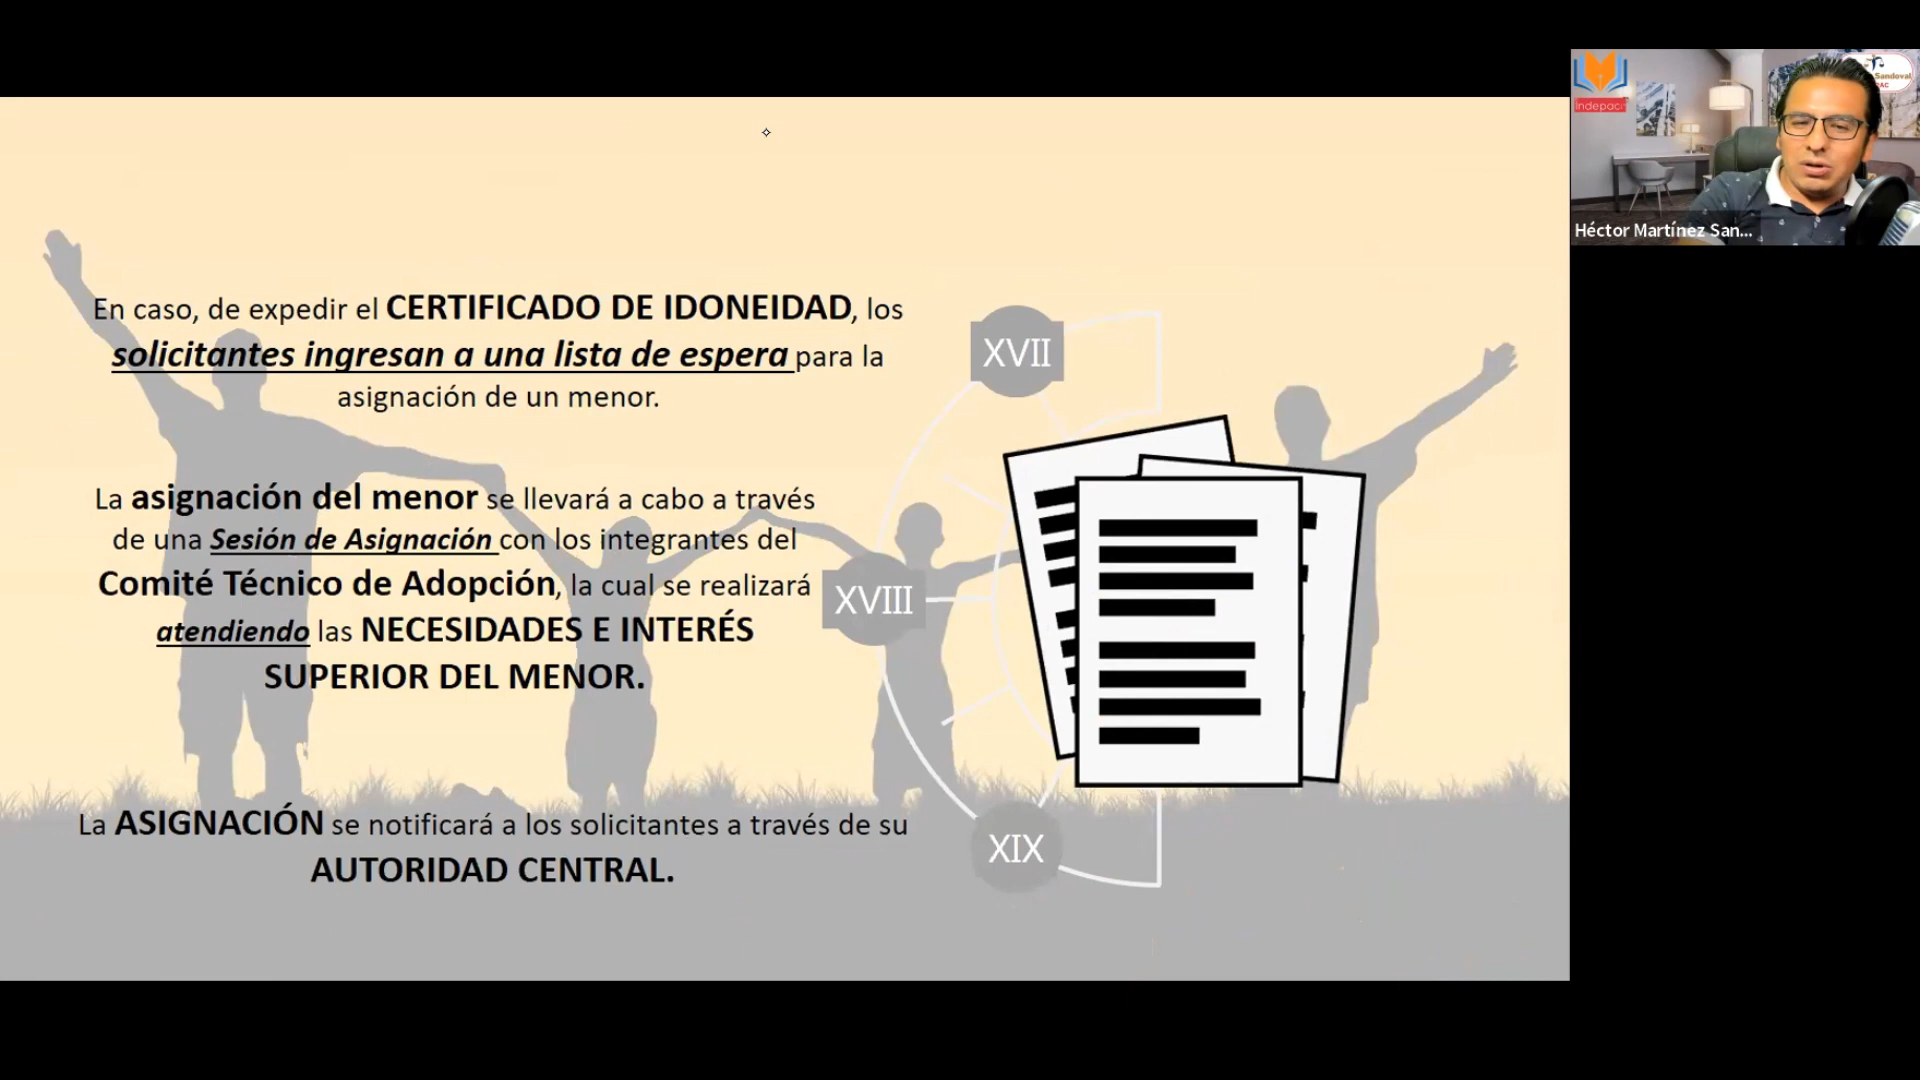 En caso, de expedir el CERTIFICADO DE IDONEIDAD, los
solicitantes ingresan a una lista de espera para la
asignación de un menor.
XVII
La asignación del menor se llevará a cabo a través
de una Sesión de Asignación con los integrantes del
Comité Técnico de Adopción, la cual se realizará
atendiendo las NECESIDADES E INTERÉS
SUPERIOR DEL MENOR.
XVIII
La ASIGNACIÓN se notificará a los solicitantes a través de su
AUTORIDAD CENTRAL.
XIX
Indepac
Sandoval
Héctor Martínez San...